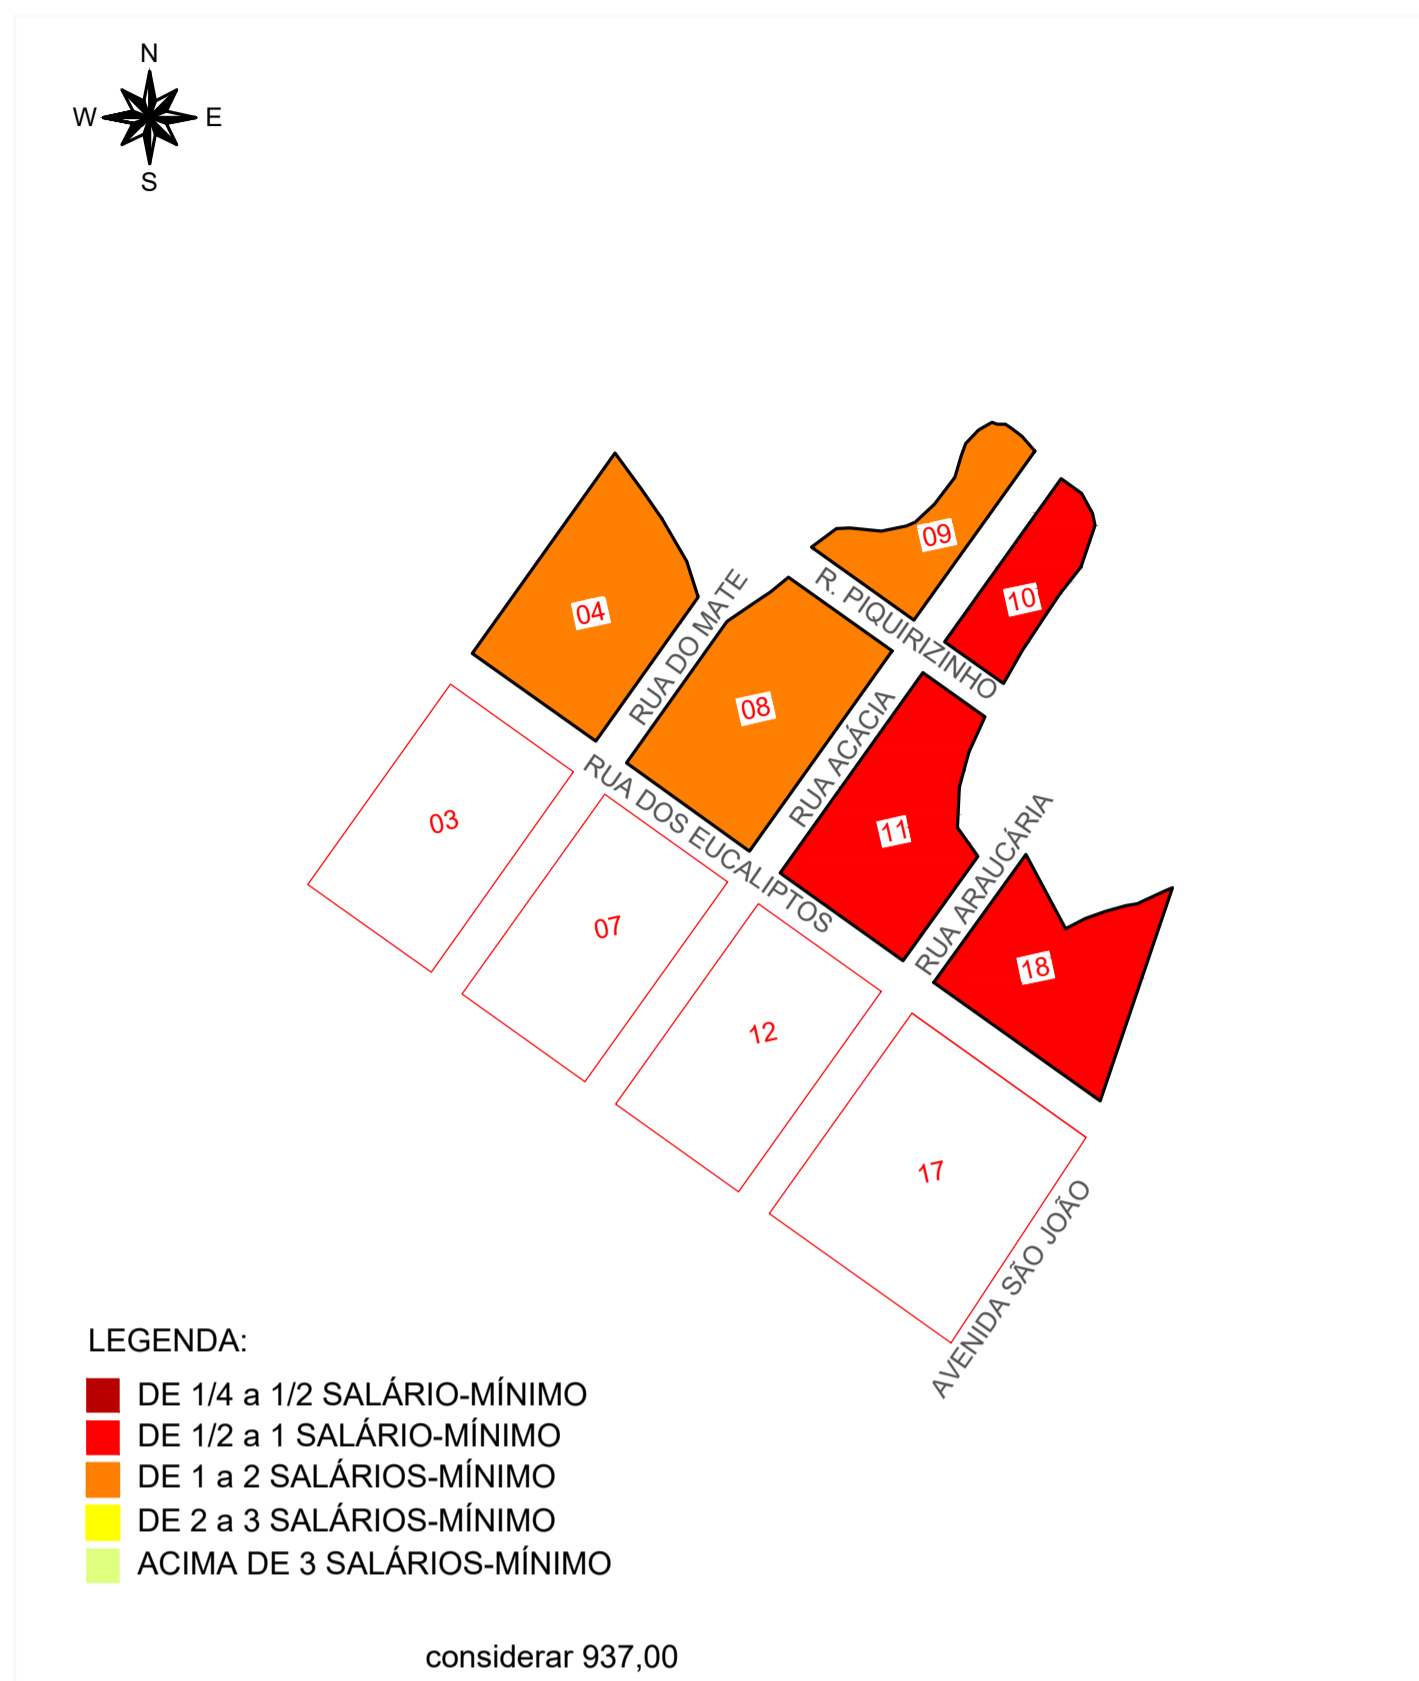 N
W
E
S
09
10
04
RUA DO MATE
R. PIQUIRIZINHO
08
RUA ACÁCIA
03
RUA DOS EUCALIPTOS
11
RUA ARAUCÁRIA
07
18
12
17
AVENIDA SÃO JOÃO
LEGENDA:
DE 1/4 a 1/2 SALÁRIO-MÍNIMO
DE 1/2 a 1 SALÁRIO-MÍNIMO
DE 1 a 2 SALÁRIOS-MÍNIMO
DE 2 a 3 SALÁRIOS-MÍNIMO
ACIMA DE 3 SALÁRIOS-MÍNIMO
considerar 937,00